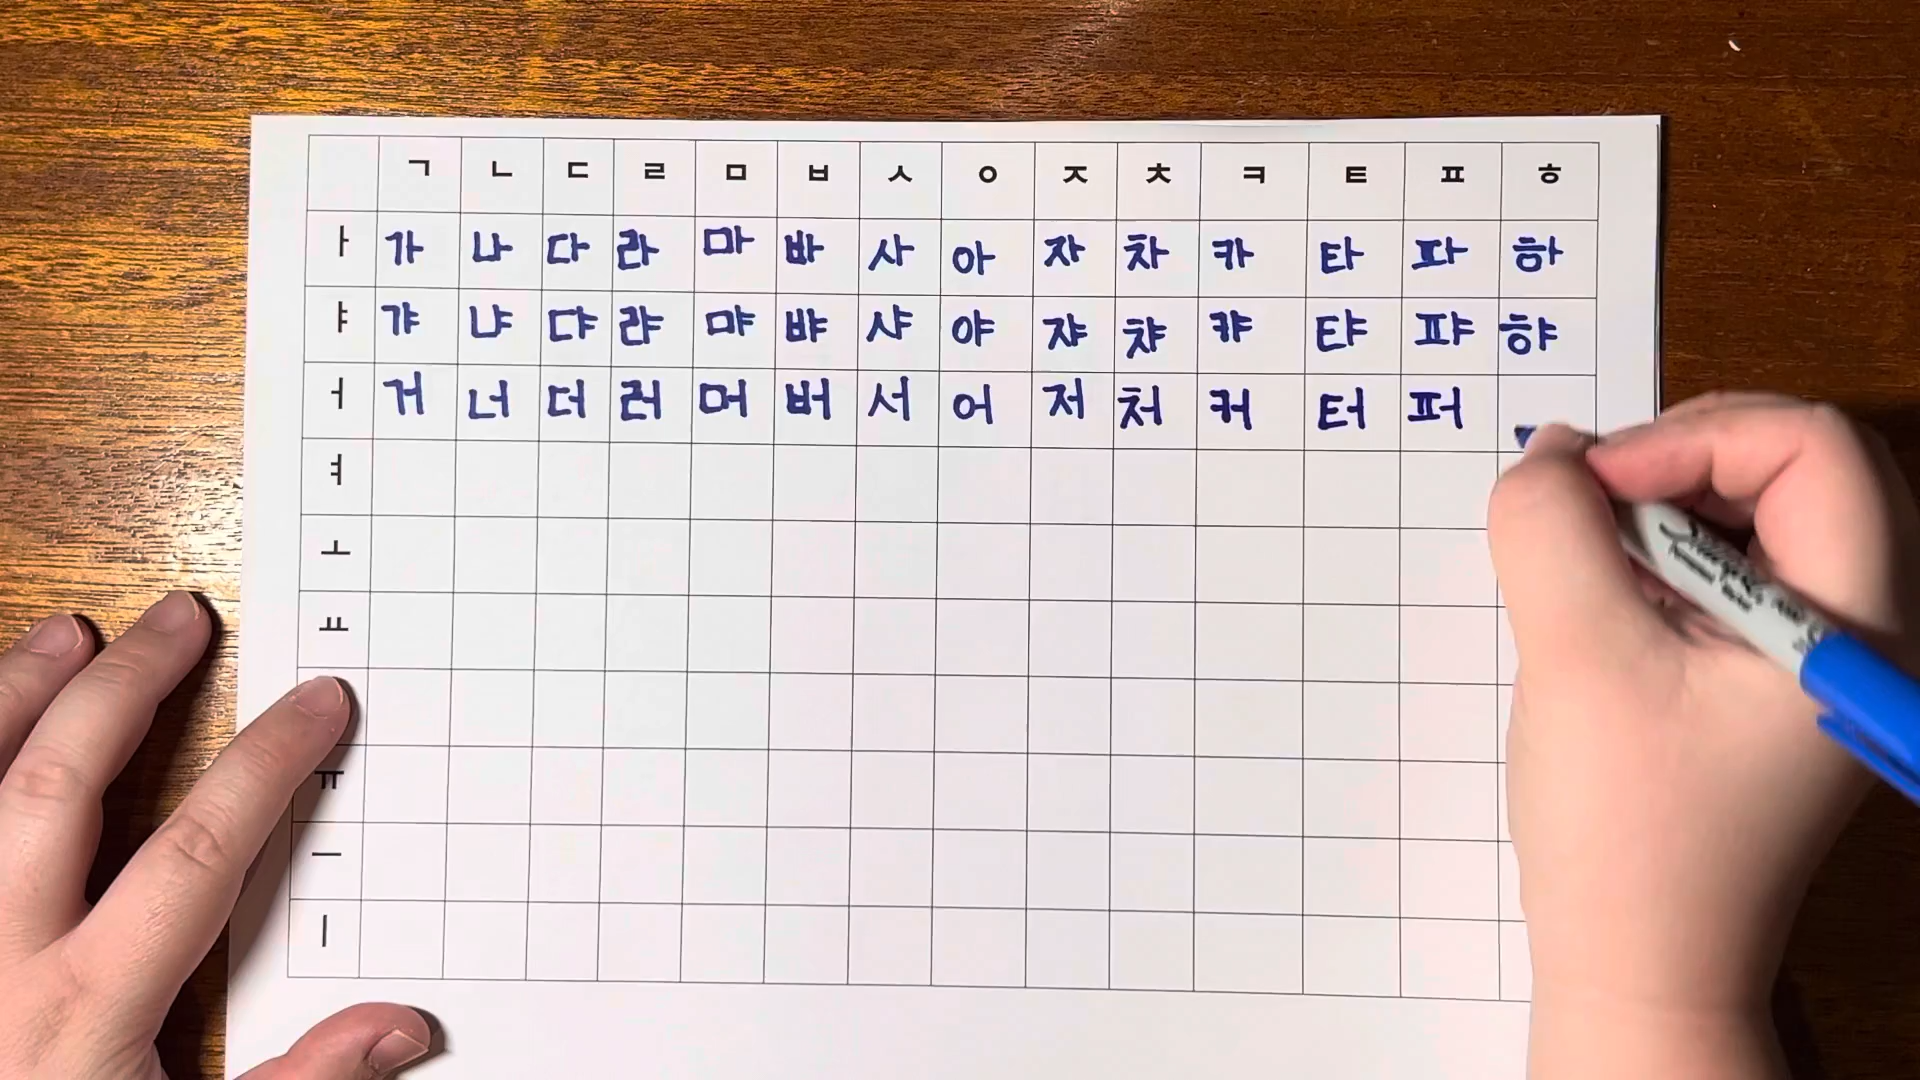 ㄱ ㄴ ㄷ ㄹ ㅁ ㅂ ㅅ ㅇ ㅈ ㅊ ㅋ ㅌ ㅍ ㅎ
ㅏ 가 나 다 라 마 바 사 아 자 차 카 타 파 하
ㅑ 갸 냐 댜 랴 먀 뱌 샤 야 쟈 챠 캬 탸 퍄 햐
ㅓ 거 너 더 러 머 버 서 어 저 처 커 터 퍼
ㅕ
ㅗ
ㅛ
ㅠ
ㅡ
ㅣ
Sharpie